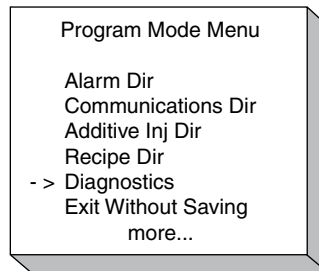 Program Mode Menu
Alarm Dir
Communications Dir
Additive Inj Dir
Recipe Dir
- > Diagnostics
Exit Without Saving
more...